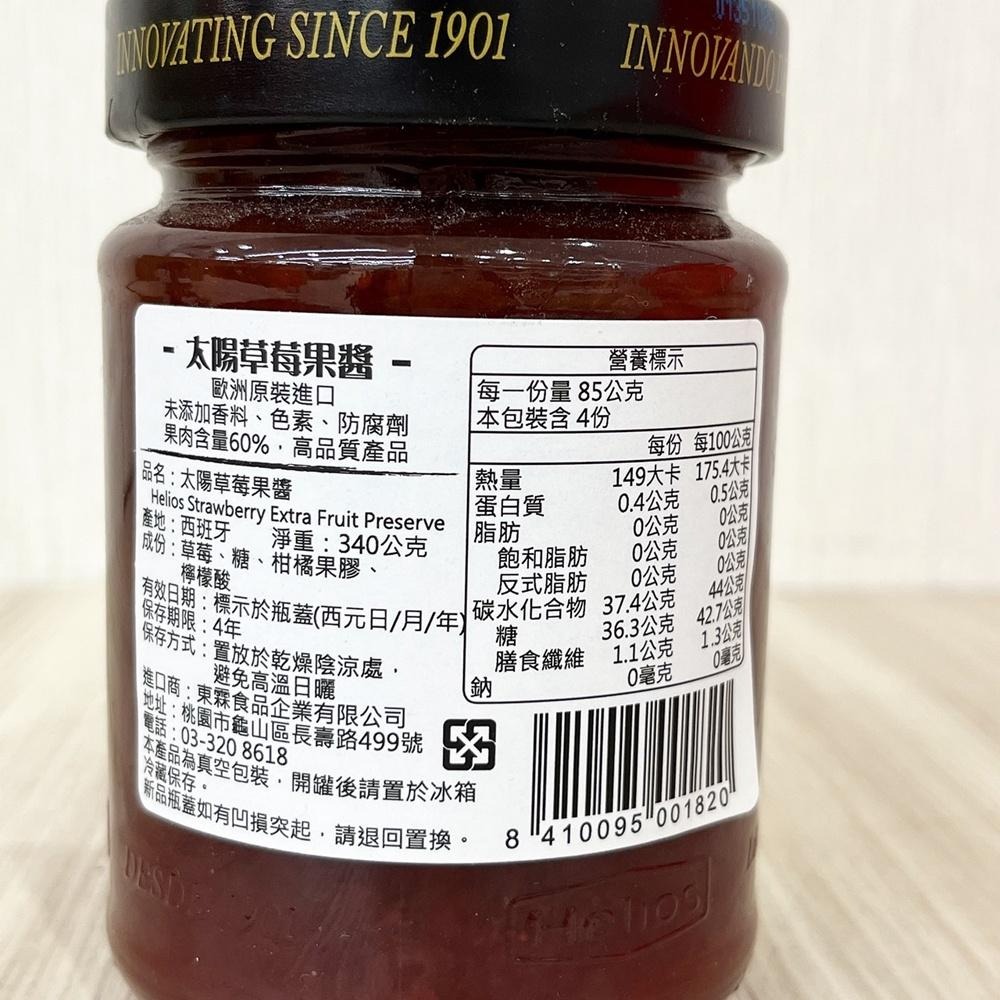 INNOVATING SINCE 1901
INNOVANDO
- 太陽草莓果醬 -
歐洲原裝進口
未添加香料、色素、防腐劑
果肉含量60%，高品質產品
品名：太陽草莓果醬
Helios Strawberry Extra Fruit Preserve
產地：西班牙 淨重：340公克
成份：草莓、糖、柑橘果膠、
檸檬酸
有效日期：標示於瓶蓋(西元日/月/年)
保存期限：4年
保存方式：置放於乾燥陰涼處，
避免高溫日曬
進口商：東霖食品企業有限公司
地址：桃園市龜山區長壽路499號
電話：03-320 8618
本產品為真空包裝，開罐後請置於冰箱
冷藏保存。
新品瓶蓋如有凹損突起，請退回置換。
營養標示
每一份量 85公克
本包裝含 4份
每份 每100公克
熱量 149大卡 175.4大卡
蛋白質 0.4公克 0.5公克
脂肪 0公克 0公克
飽和脂肪 0公克 0公克
反式脂肪 0公克 0公克
碳水化合物 37.4公克 44公克
糖 36.3公克 42.7公克
膳食纖維 1.1公克 1.3公克
鈉 0毫克 0毫克
8 410095 001820
DESDE
Helios